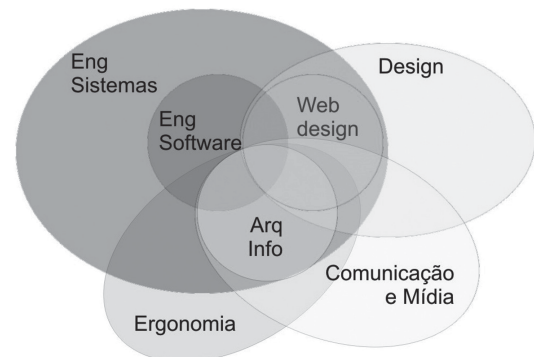 Eng
Sistemas
Design
Eng
Software
Web
design
Arq
Info
Comunicação
e Mídia
Ergonomia